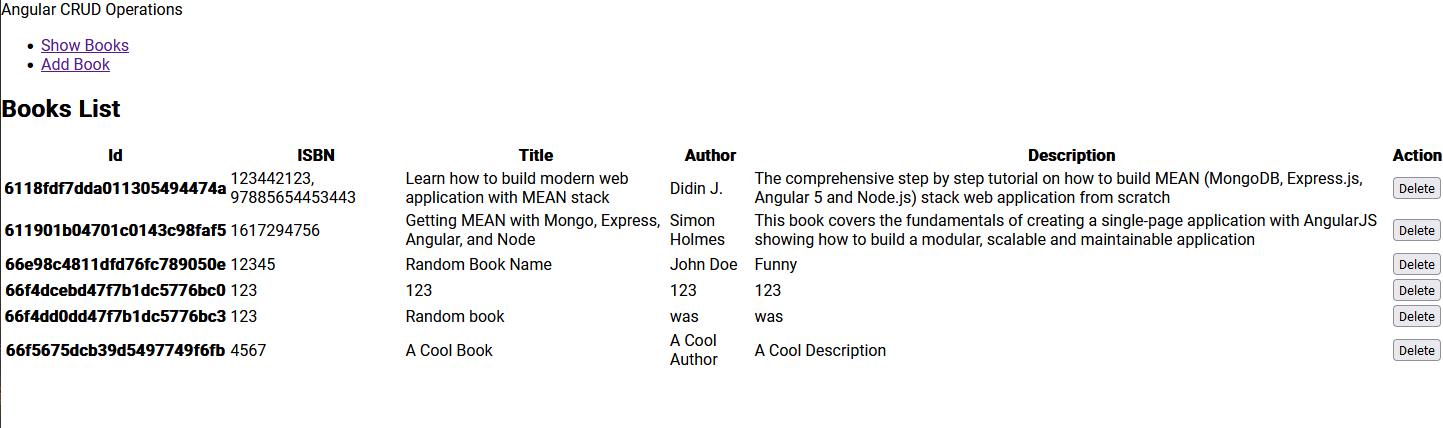 Angular CRUD Operations
Show Books
Add Book
Books List
Id ISBN Title Author Description Action
6118fdf7dda011305494474a 123442123, 97885654453443 Learn how to build modern web application with MEAN stack Didin J. The comprehensive step by step tutorial on how to build MEAN (MongoDB, Express.js, Angular 5 and Node.js) stack web application from scratch Delete
611901b04701c0143c98faf5 1617294756 Getting MEAN with Mongo, Express, Angular, and Node Simon Holmes This book covers the fundamentals of creating a single-page application with AngularJS showing how to build a modular, scalable and maintainable application Delete
66e98c4811dfd76fc789050e 12345 Random Book Name John Doe Funny Delete
66f4dcebd47f7b1dc5776bc0 123 123 123 123 Delete
66f4dd0dd47f7b1dc5776bc3 123 Random book was was Delete
66f5675dcb39d5497749f6fb 4567 A Cool Book A Cool Author A Cool Description Delete